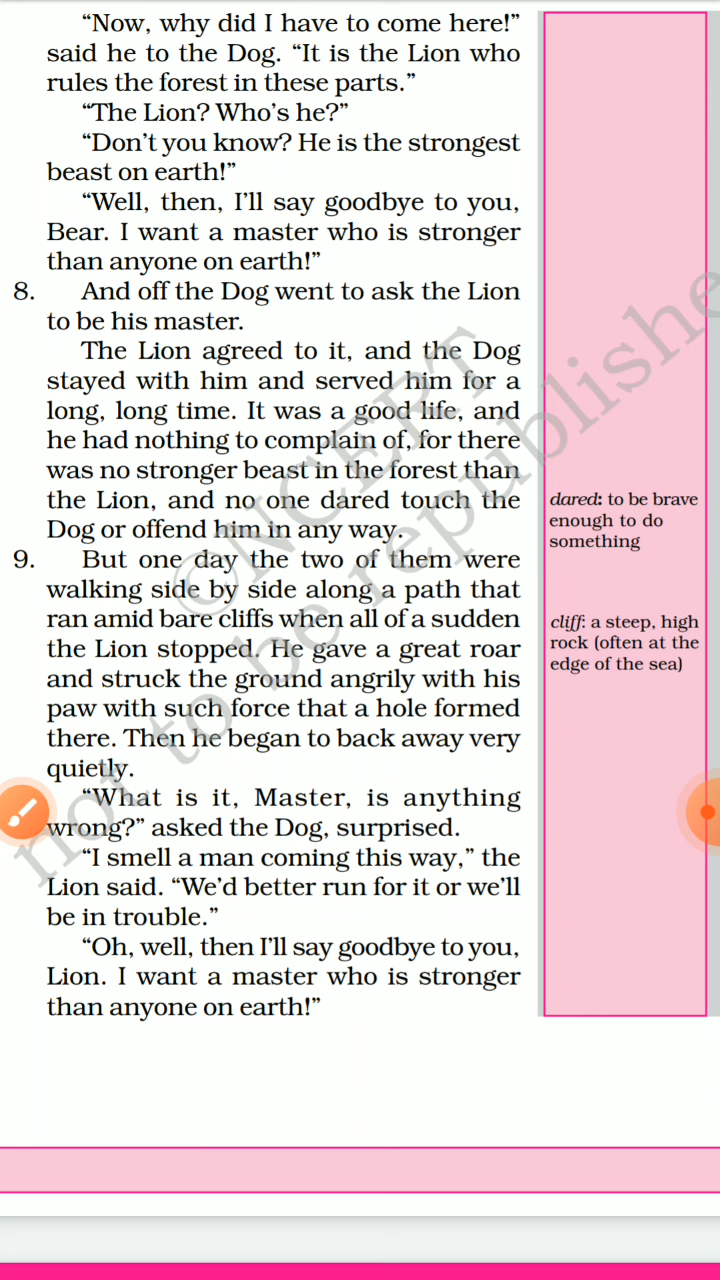 “Now, why did I have to come here!”
said he to the Dog. “It is the Lion who
rules the forest in these parts.”
“The Lion? Who’s he?”
“Don’t you know? He is the strongest
beast on earth!”
“Well, then, I’ll say goodbye to you,
Bear. I want a master who is stronger
than anyone on earth!”
8. And off the Dog went to ask the Lion
to be his master.
The Lion agreed to it, and the Dog
stayed with him and served him for a
long, long time. It was a good life, and
he had nothing to complain of, for there
was no stronger beast in the forest than
the Lion, and no one dared touch the
Dog or offend him in any way.
dared: to be brave
enough to do
something
9. But one day the two of them were
walking side by side along a path that
ran amid bare cliffs when all of a sudden
the Lion stopped. He gave a great roar
and struck the ground angrily with his
paw with such force that a hole formed
there. Then he began to back away very
quietly.
cliff: a steep, high
rock (often at the
edge of the sea)
“What is it, Master, is anything
wrong?” asked the Dog, surprised.
“I smell a man coming this way,” the
Lion said. “We’d better run for it or we’ll
be in trouble.”
“Oh, well, then I’ll say goodbye to you,
Lion. I want a master who is stronger
than anyone on earth!”
©NCERT
not to be republishe